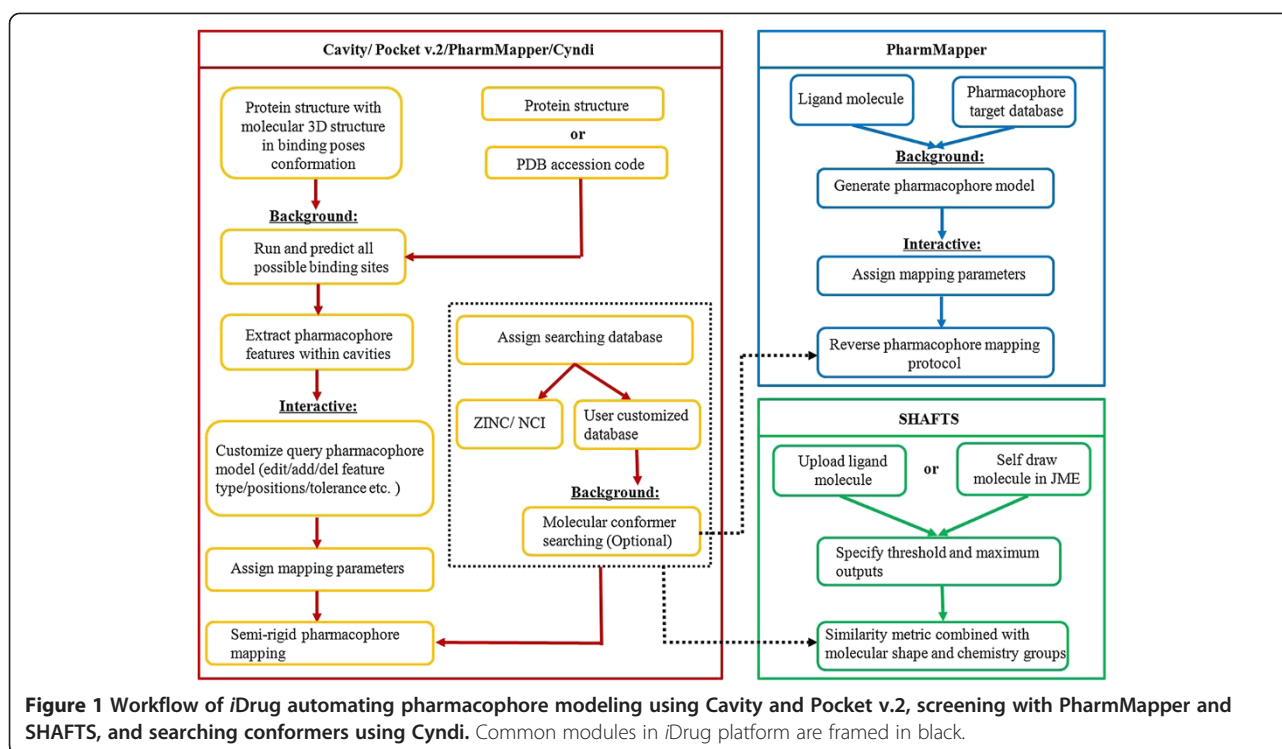 Cavity/ Pocket v.2/PharmMapper/Cyndi
Protein structure with
molecular 3D structure
in binding poses
conformation
Protein structure
or
PDB accession code
Background:
Run and predict all
possible binding sites
Extract pharmacophore
features within cavities
Interactive:
Customize query pharmacophore
model (edit/add/del feature
type/positions/tolerance etc. )
Assign mapping parameters
Semi-rigid pharmacophore
mapping
Assign searching database
ZINC/ NCI
User customized
database
Background:
Molecular conformer
searching (Optional)
PharmMapper
Ligand molecule
Pharmacophore
target database
Background:
Generate pharmacophore model
Interactive:
Assign mapping parameters
Reverse pharmacophore mapping
protocol
SHAFTS
Upload ligand
molecule
or
Self draw
molecule in JME
Specify threshold and maximum
outputs
Similarity metric combined with
molecular shape and chemistry groups
Figure 1 Workflow of iDrug automating pharmacophore modeling using Cavity and Pocket v.2, screening with PharmMapper and
SHAFTS, and searching conformers using Cyndi. Common modules in iDrug platform are framed in black.